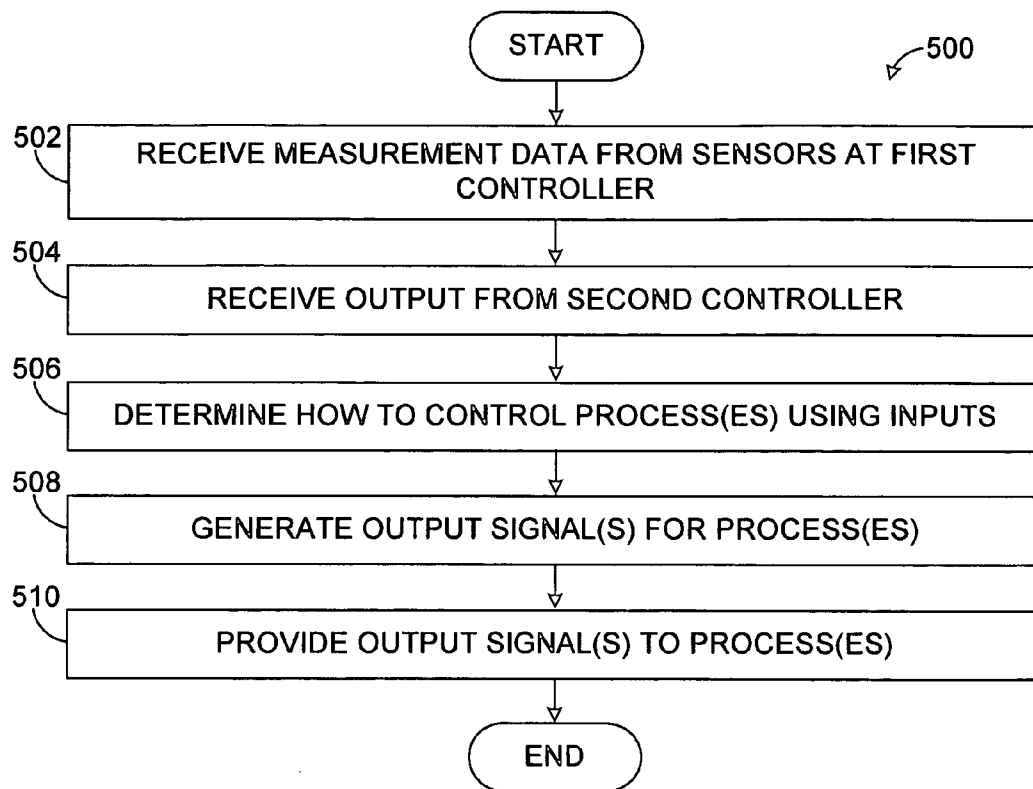 START
500
502
RECEIVE MEASUREMENT DATA FROM SENSORS AT FIRST
CONTROLLER
504
RECEIVE OUTPUT FROM SECOND CONTROLLER
506
DETERMINE HOW TO CONTROL PROCESS(ES) USING INPUTS
508
GENERATE OUTPUT SIGNAL(S) FOR PROCESS(ES)
510
PROVIDE OUTPUT SIGNAL(S) TO PROCESS(ES)
END